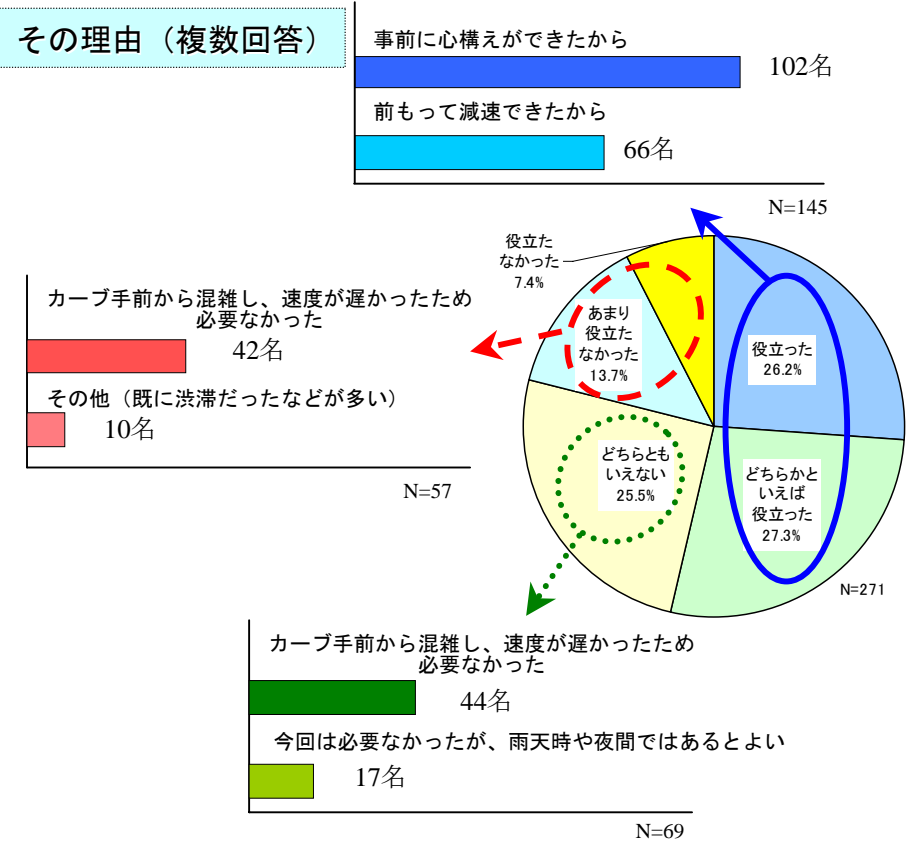 その理由（複数回答）
事前に心構えができたから
102名
前もって減速できたから
66名
N=145
役立た
なかった
7.4%
あまり
役立た
なかった
13.7%
役立った
26.2%
どちらとも
いえない
25.5%
どちらかと
いえば
役立った
27.3%
N=271
カーブ手前から混雑し、速度が遅かったため
必要なかった
42名
その他（既に渋滞だったなどが多い）
10名
N=57
カーブ手前から混雑し、速度が遅かったため
必要なかった
44名
今回は必要なかったが、雨天時や夜間ではあるとよい
17名
N=69